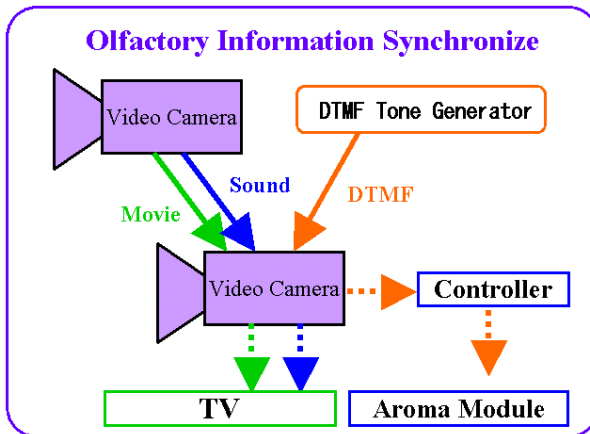 Olfactory Information Synchronize
Video Camera
DTMF Tone Generator
Sound
DTMF
Movie
Video Camera
Controller
TV
Aroma Module